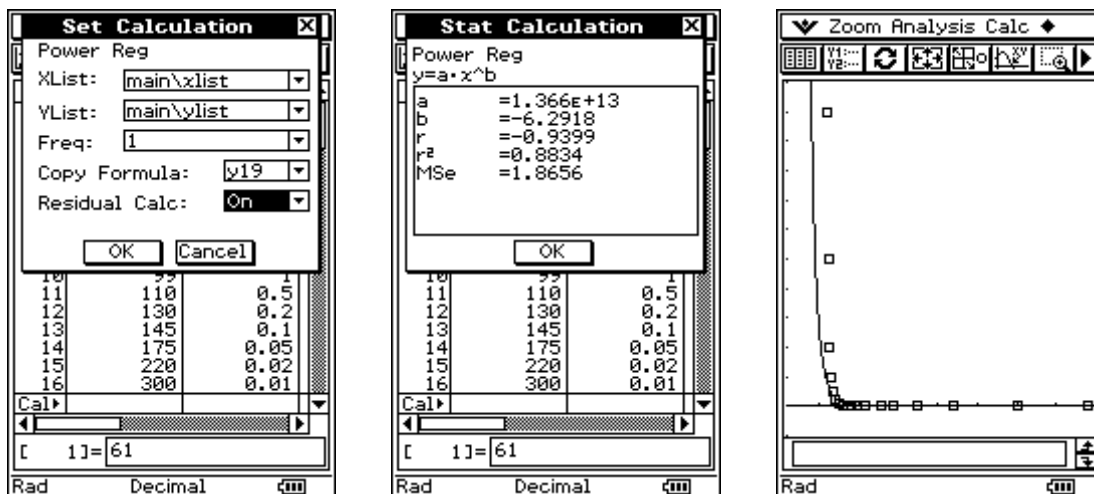 Set Calculation
Power Reg
XList: main\xlist
YList: main\ylist
Freq: 1
Copy Formula: y19
Residual Calc: On
OK Cancel
11 110 0.5
12 130 0.2
13 145 0.1
14 175 0.05
15 220 0.02
16 300 0.01
Cal
[ 1]= 61
Rad Decimal
Stat Calculation
Power Reg
y=a·x^b
a =1.366E+13
b =-6.2918
r =-0.9399
r² =0.8834
MSe =1.8656
OK
11 110 0.5
12 130 0.2
13 145 0.1
14 175 0.05
15 220 0.02
16 300 0.01
Cal
[ 1]= 61
Rad Decimal
Zoom Analysis Calc
Y1:
Y2:
Rad